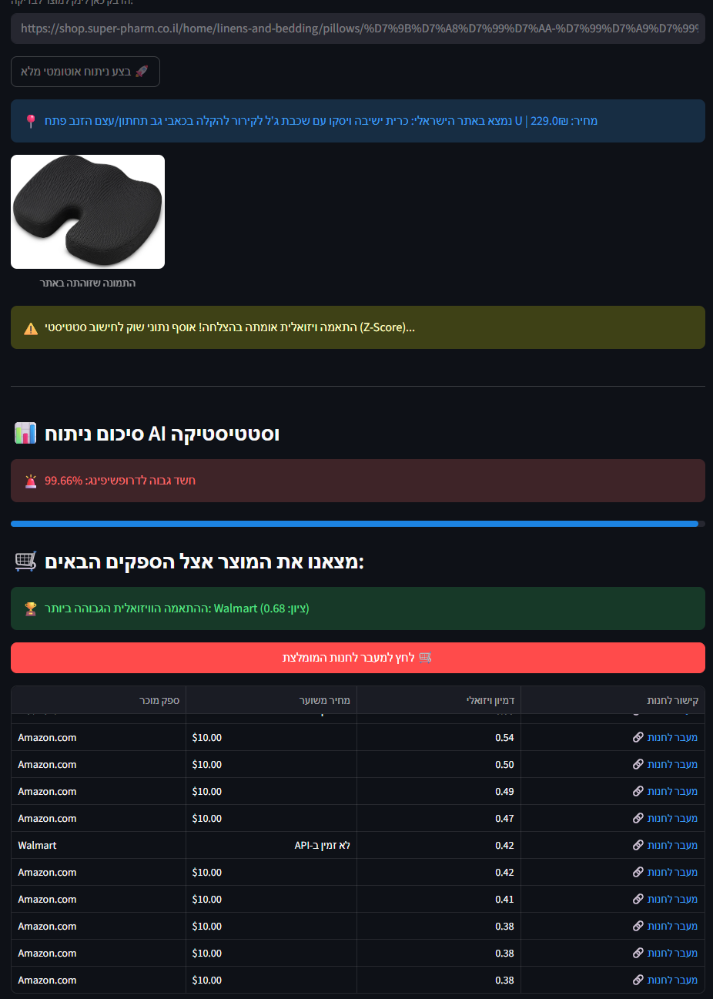 הדבק כאן לינק למוצר לבדיקה:
https://shop.super-pharm.co.il/home/linens-and-bedding/pillows/%D7%9B%D7%A8%D7%99%D7%AA-%D7%99%D7%A9%D7%99%
🚀 בצע ניתוח אוטומטי מלא
📍 נמצא באתר הישראלי: כרית ישיבה ויסקו עם שכבת ג'ל לקירור להקלה בכאבי גב תחתון/עצם הזנב פתח U | מחיר: 229.0₪
התמונה שזוהתה באתר
⚠️ התאמה ויזואלית אומתה בהצלחה! אוסף נתוני שוק לחישוב סטטיסטי (Z-Score)...
📊 סיכום ניתוח AI וסטטיסטיקה
🚨 חשד גבוה לדרופשיפינג: 99.66%
🛒 מצאנו את המוצר אצל הספקים הבאים:
🏆 ההתאמה הוויזואלית הגבוהה ביותר: Walmart (ציון: 0.68)
🛒 לחץ למעבר לחנות המומלצת
ספק מוכר מחיר משוער דמיון ויזואלי קישור לחנות
Amazon.com $10.00 0.54 🔗 מעבר לחנות
Amazon.com $10.00 0.50 🔗 מעבר לחנות
Amazon.com $10.00 0.49 🔗 מעבר לחנות
Amazon.com $10.00 0.47 🔗 מעבר לחנות
Walmart לא זמין ב-API 0.42 🔗 מעבר לחנות
Amazon.com $10.00 0.42 🔗 מעבר לחנות
Amazon.com $10.00 0.41 🔗 מעבר לחנות
Amazon.com $10.00 0.38 🔗 מעבר לחנות
Amazon.com $10.00 0.38 🔗 מעבר לחנות
Amazon.com $10.00 0.38 🔗 מעבר לחנות